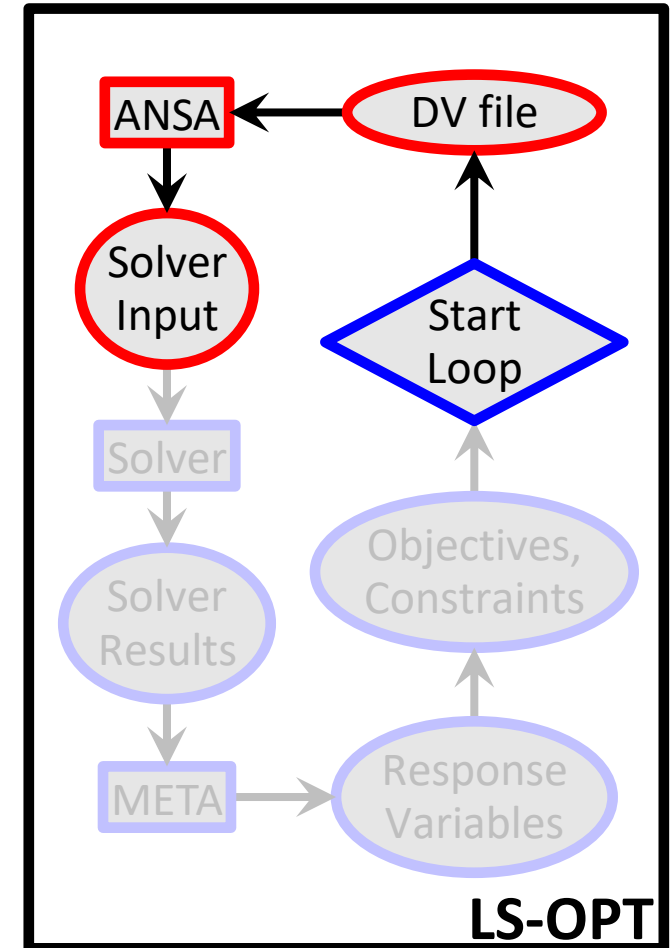 ANSA
DV file
Solver
Input
Start
Loop
Solver
Objectives,
Constraints
Solver
Results
META
Response
Variables
LS-OPT